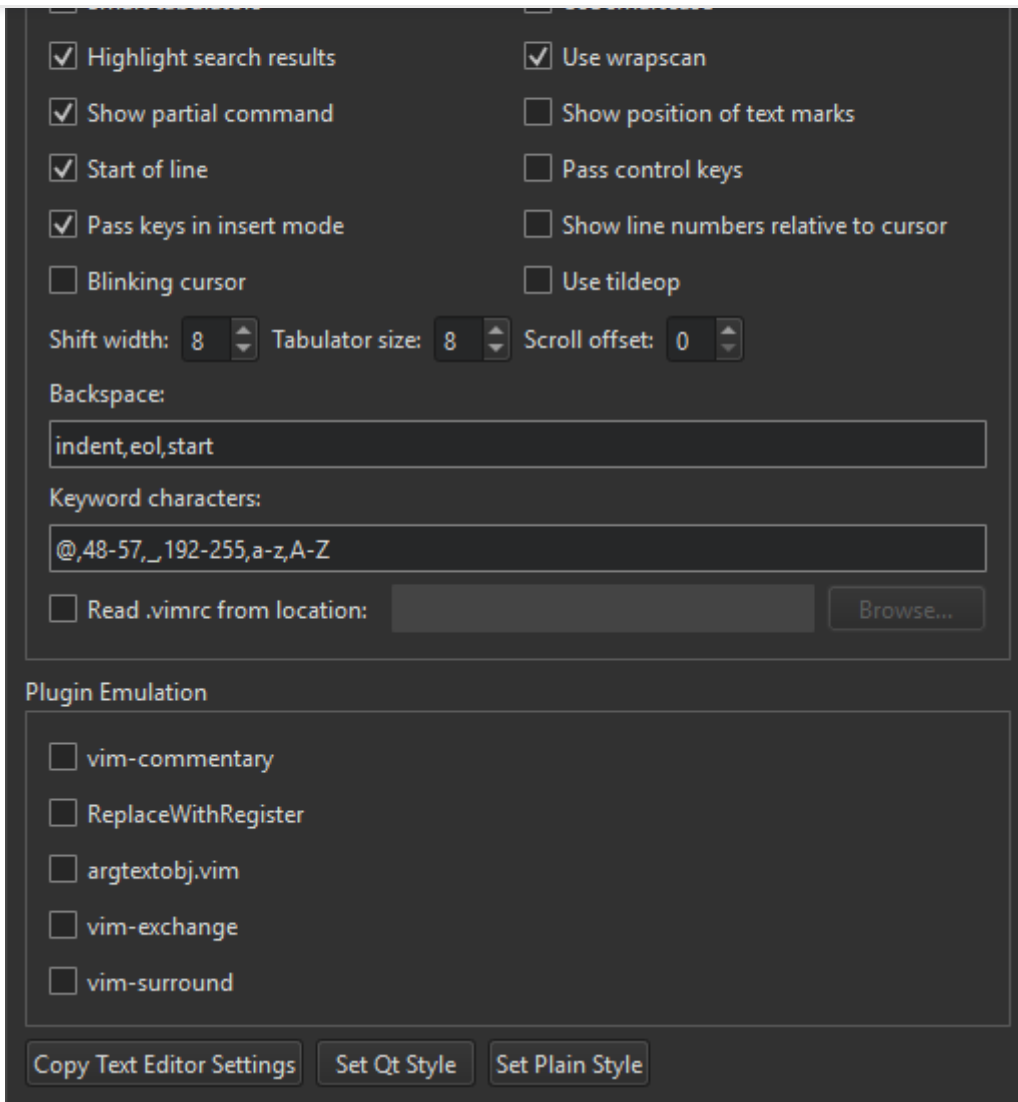 Highlight search results Use wrapscan
Show partial command Show position of text marks
Start of line Pass control keys
Pass keys in insert mode Show line numbers relative to cursor
Blinking cursor Use tildeop
Shift width: 8 Tabulator size: 8 Scroll offset: 0
Backspace:
indent,eol,start
Keyword characters:
@,48-57,_,192-255,a-z,A-Z
Read .vimrc from location: Browse...
Plugin Emulation
vim-commentary
ReplaceWithRegister
argtextobj.vim
vim-exchange
vim-surround
Copy Text Editor Settings Set Qt Style Set Plain Style